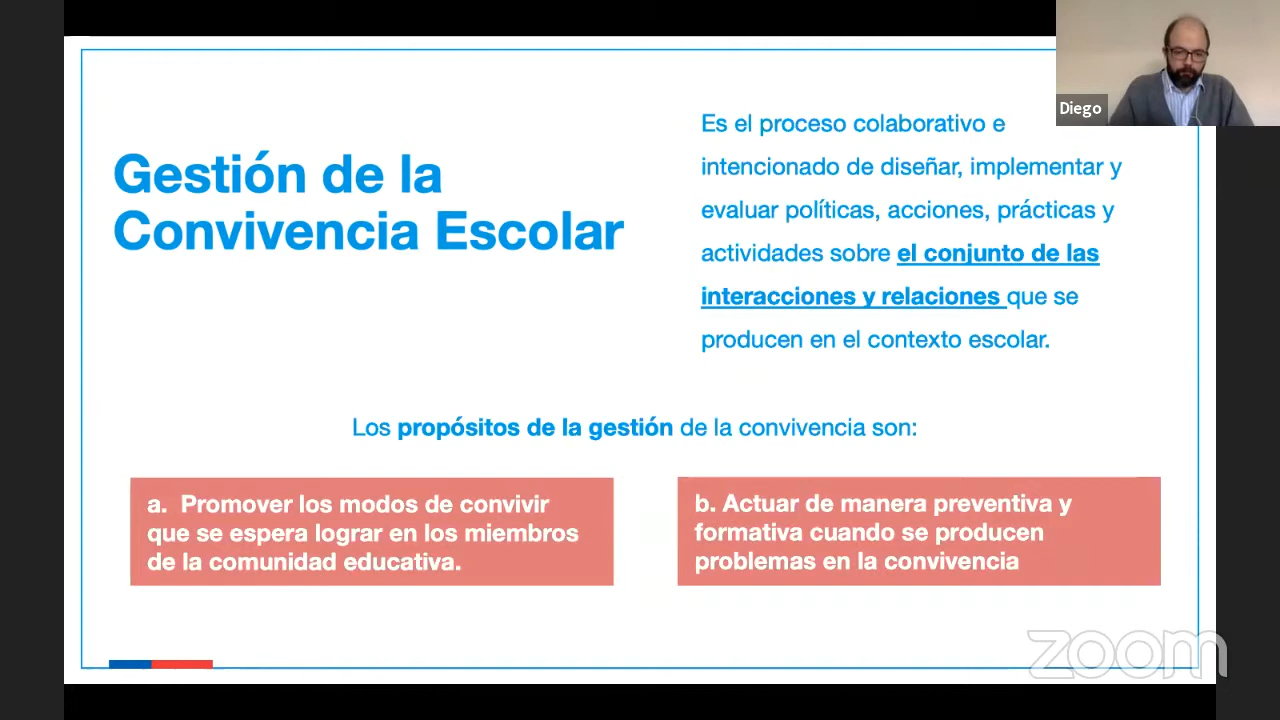 Diego
Gestión de la
Convivencia Escolar
Es el proceso colaborativo e
intencionado de diseñar, implementar y
evaluar políticas, acciones, prácticas y
actividades sobre el conjunto de las
interacciones y relaciones que se
producen en el contexto escolar.
Los propósitos de la gestión de la convivencia son:
a. Promover los modos de convivir
que se espera lograr en los miembros
de la comunidad educativa.
b. Actuar de manera preventiva y
formativa cuando se producen
problemas en la convivencia
zoom